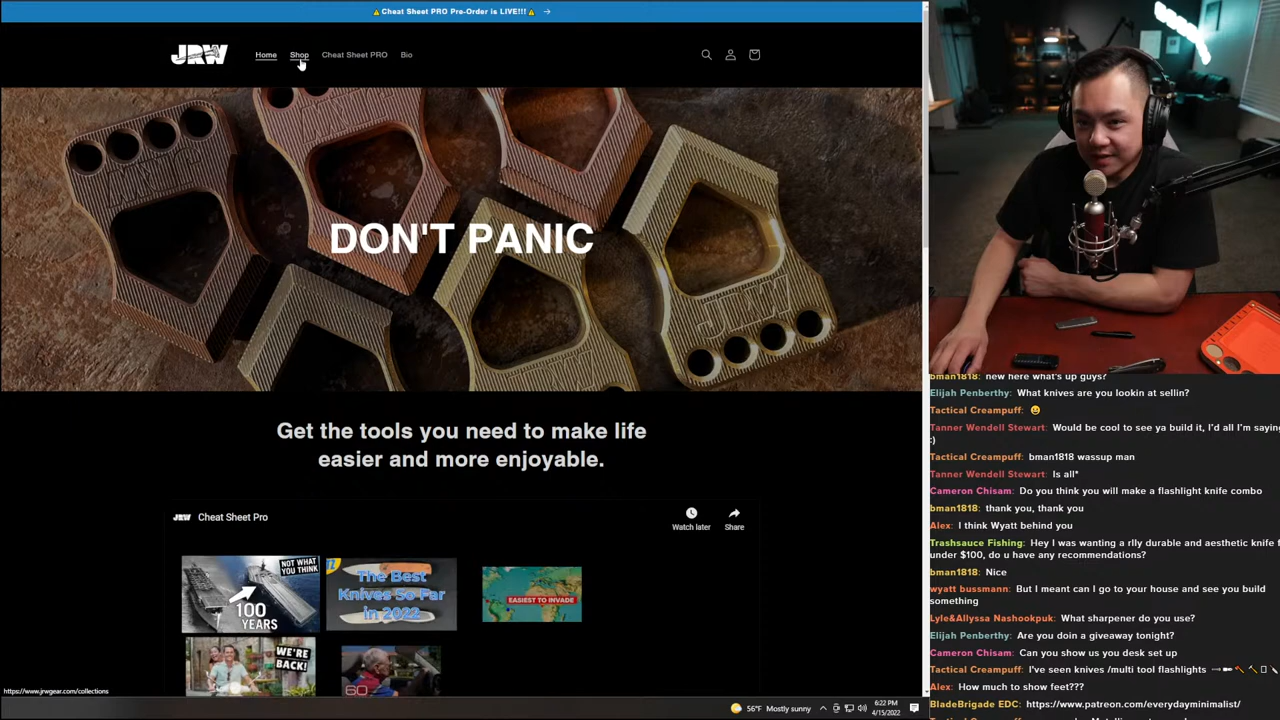 ⚠Cheat Sheet PRO Pre-Order is LIVE!!!⚠ →
JRW Home Shop Cheat Sheet PRO Bio
DON'T PANIC
JRW
Get the tools you need to make life
easier and more enjoyable.
JRW Cheat Sheet Pro
Watch later Share
NOT WHAT
YOU THINK
100
YEARS
The Best
Knives So Far
in 2022
EASIEST TO INVADE
WE'RE
BACK!
60
https://www.jrwgear.com/collections
56°F Mostly sunny
6:22 PM
4/15/2022
bman1818: new here what's up guys?
Elijah Penberthy: What knives are you lookin at sellin?
Tactical Creampuff: 😀
Tanner Wendell Stewart: Would be cool to see ya build it, I'd all I'm saying
:)
Tactical Creampuff: bman1818 wassup man
Tanner Wendell Stewart: Is all*
Cameron Chisam: Do you think you will make a flashlight knife combo
bman1818: thank you, thank you
Alex: I think Wyatt behind you
Trashsauce Fishing: Hey I was wanting a rlly durable and aesthetic knife f
under $100, do u have any recommendations?
bman1818: Nice
wyatt bussmann: But I meant can I go to your house and see you build
something
Lyle&Allyssa Nashookpuk: What sharpener do you use?
Elijah Penberthy: Are you doin a giveaway tonight?
Cameron Chisam: Can you show us you desk set up
Tactical Creampuff: I've seen knives /multi tool flashlights
Alex: How much to show feet???
BladeBrigade EDC: https://www.patreon.com/everydayminimalist/